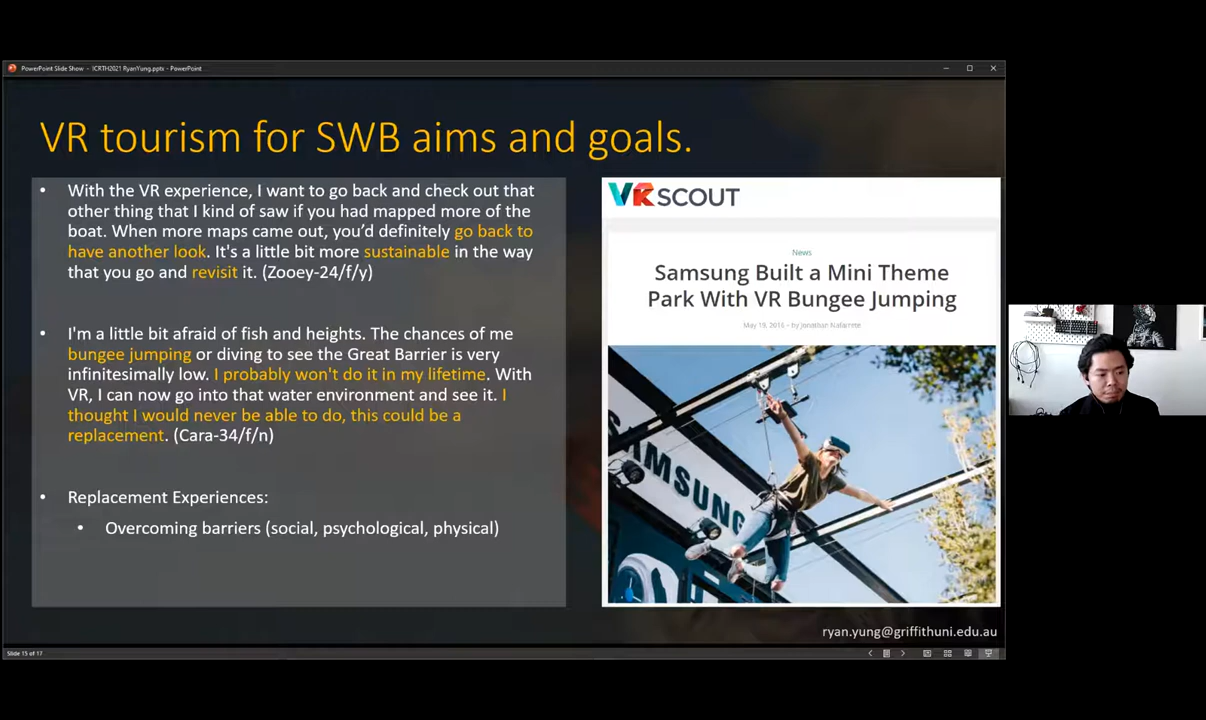 PowerPoint Slide Show - ICRTH2021 RyanYung.pptx - PowerPoint
VR tourism for SWB aims and goals.
• With the VR experience, I want to go back and check out that
other thing that I kind of saw if you had mapped more of the
boat. When more maps came out, you'd definitely go back to
have another look. It's a little bit more sustainable in the way
that you go and revisit it. (Zooey-24/f/y)
• I'm a little bit afraid of fish and heights. The chances of me
bungee jumping or diving to see the Great Barrier is very
infinitesimally low. I probably won't do it in my lifetime. With
VR, I can now go into that water environment and see it. I
thought I would never be able to do, this could be a
replacement. (Cara-34/f/n)
• Replacement Experiences:
• Overcoming barriers (social, psychological, physical)
VRSCOUT
News
Samsung Built a Mini Theme
Park With VR Bungee Jumping
May 19, 2016 - by Jonathan Nafarrete
SAMSUNG
SAMSUNG
ryan.yung@griffithuni.edu.au
Slide 15 of 17